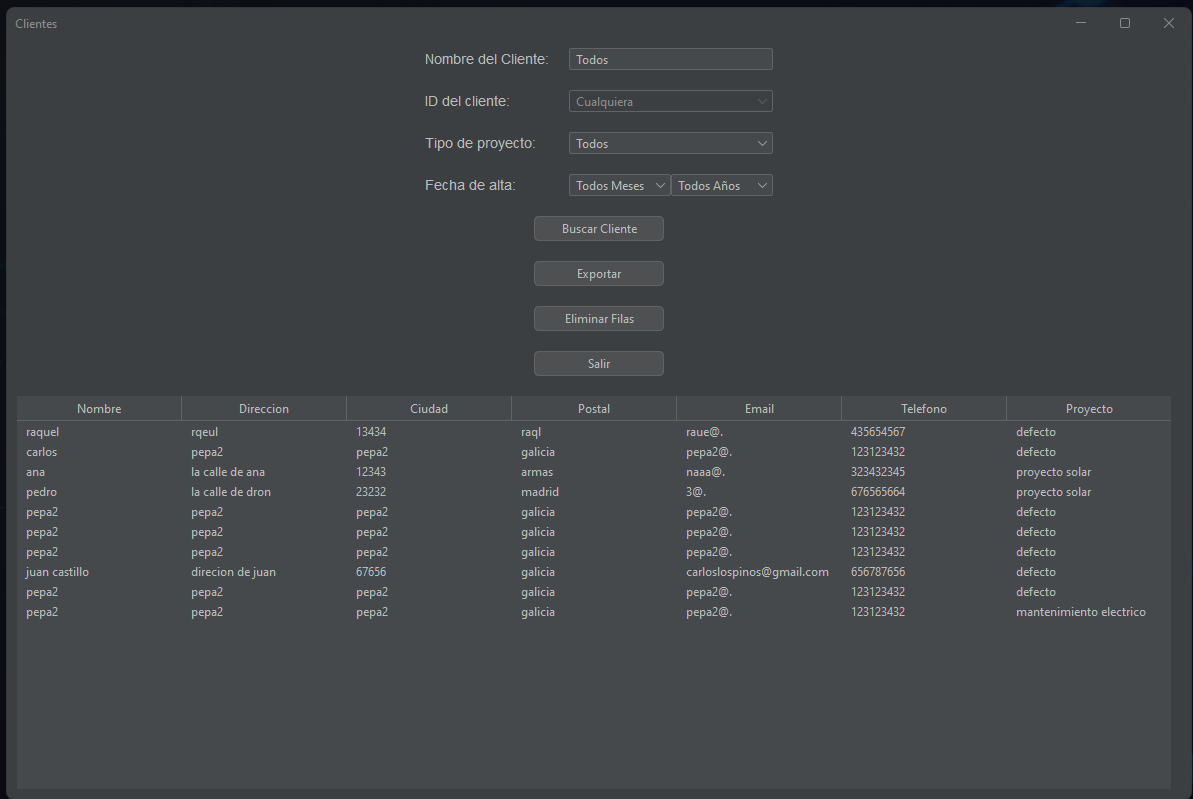 Clientes
Nombre del Cliente: Todos
ID del cliente: Cualquiera
Tipo de proyecto: Todos
Fecha de alta: Todos Meses Todos Años
Buscar Cliente
Exportar
Eliminar Filas
Salir
Nombre Direccion Ciudad Postal Email Telefono Proyecto
raquel rqeul 13434 raql raue@. 435654567 defecto
carlos pepa2 pepa2 galicia pepa2@. 123123432 defecto
ana la calle de ana 12343 armas naaa@. 323432345 proyecto solar
pedro la calle de dron 23232 madrid 3@. 676565664 proyecto solar
pepa2 pepa2 pepa2 galicia pepa2@. 123123432 defecto
pepa2 pepa2 pepa2 galicia pepa2@. 123123432 defecto
pepa2 pepa2 pepa2 galicia pepa2@. 123123432 defecto
juan castillo direcion de juan 67656 galicia carloslospinos@gmail.com 656787656 defecto
pepa2 pepa2 pepa2 galicia pepa2@. 123123432 defecto
pepa2 pepa2 pepa2 galicia pepa2@. 123123432 mantenimiento electrico